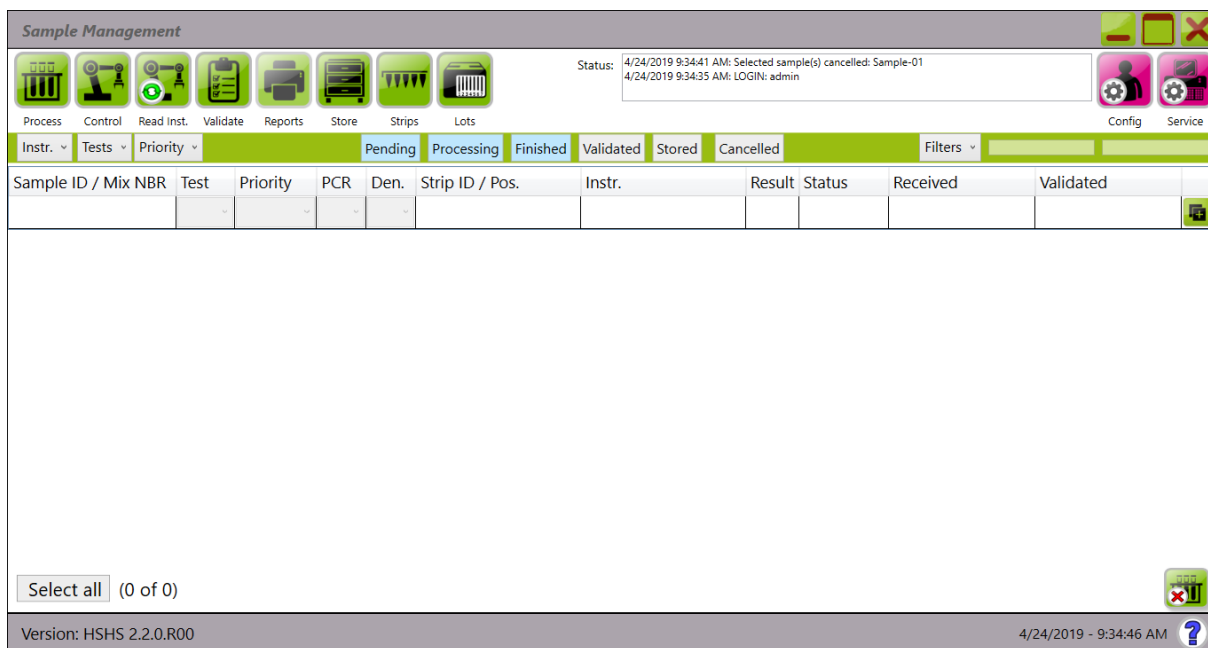 Sample Management
Status: 4/24/2019 9:34:41 AM: Selected sample(s) cancelled: Sample-01
4/24/2019 9:34:35 AM: LOGIN: admin
Process Control Read Inst. Validate Reports Store Strips Lots Config Service
Instr. Tests Priority Pending Processing Finished Validated Stored Cancelled Filters
Sample ID / Mix NBR Test Priority PCR Den. Strip ID / Pos. Instr. Result Status Received Validated
Select all (0 of 0)
Version: HSHS 2.2.0.R00 4/24/2019 - 9:34:46 AM ?